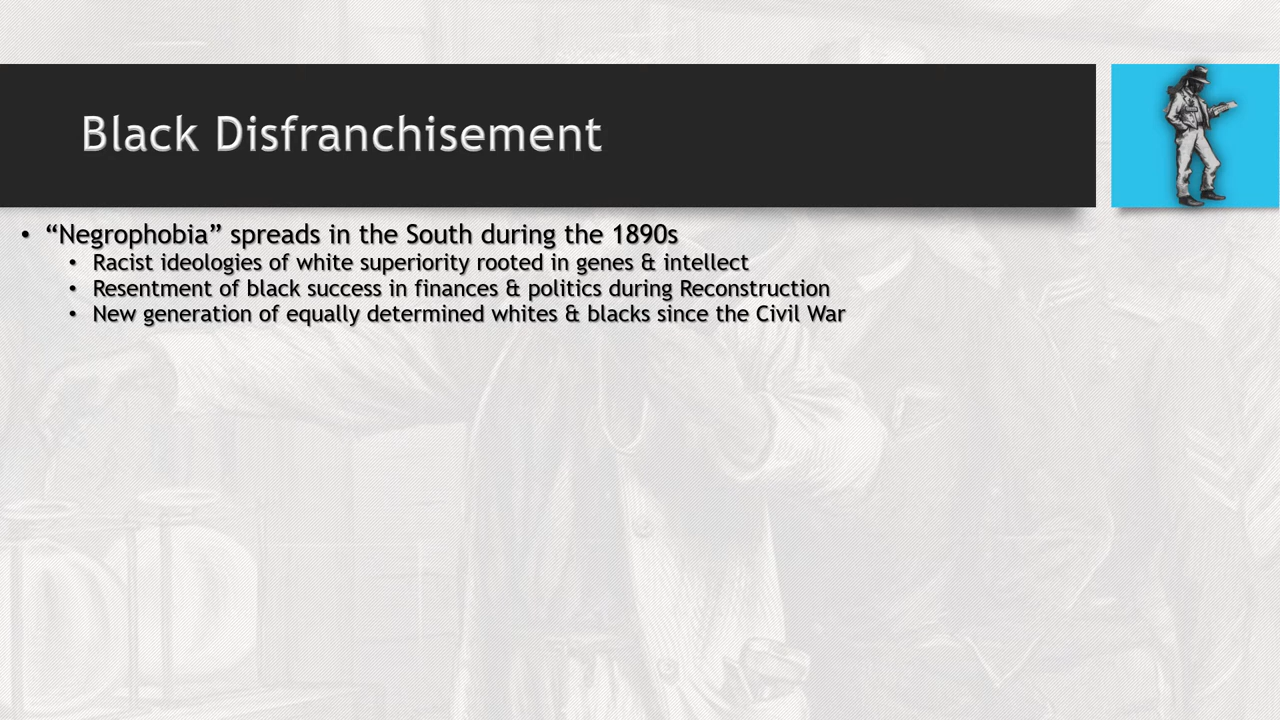 Black Disfranchisement
• “Negrophobia” spreads in the South during the 1890s
• Racist ideologies of white superiority rooted in genes & intellect
• Resentment of black success in finances & politics during Reconstruction
• New generation of equally determined whites & blacks since the Civil War